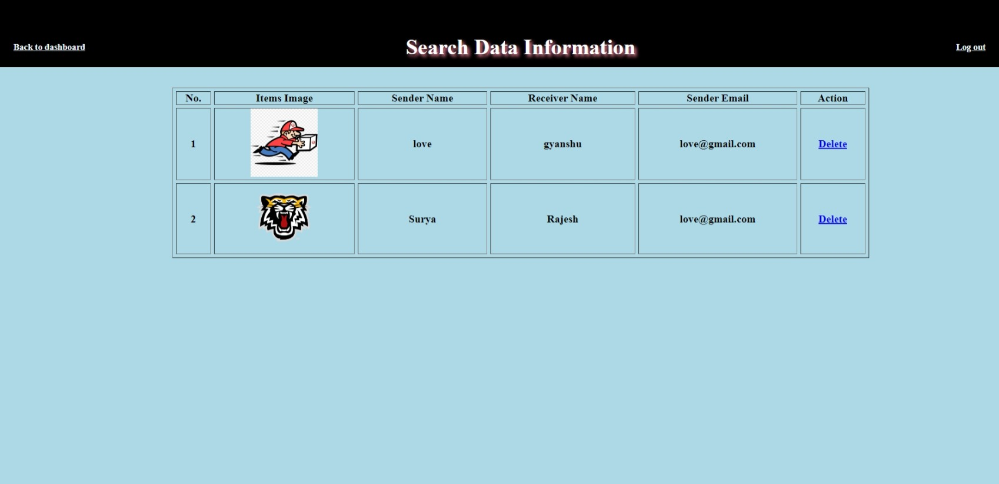 Back to dashboard Search Data Information Log out
No. Items Image Sender Name Receiver Name Sender Email Action
1 love gyanshu love@gmail.com Delete
2 Surya Rajesh love@gmail.com Delete